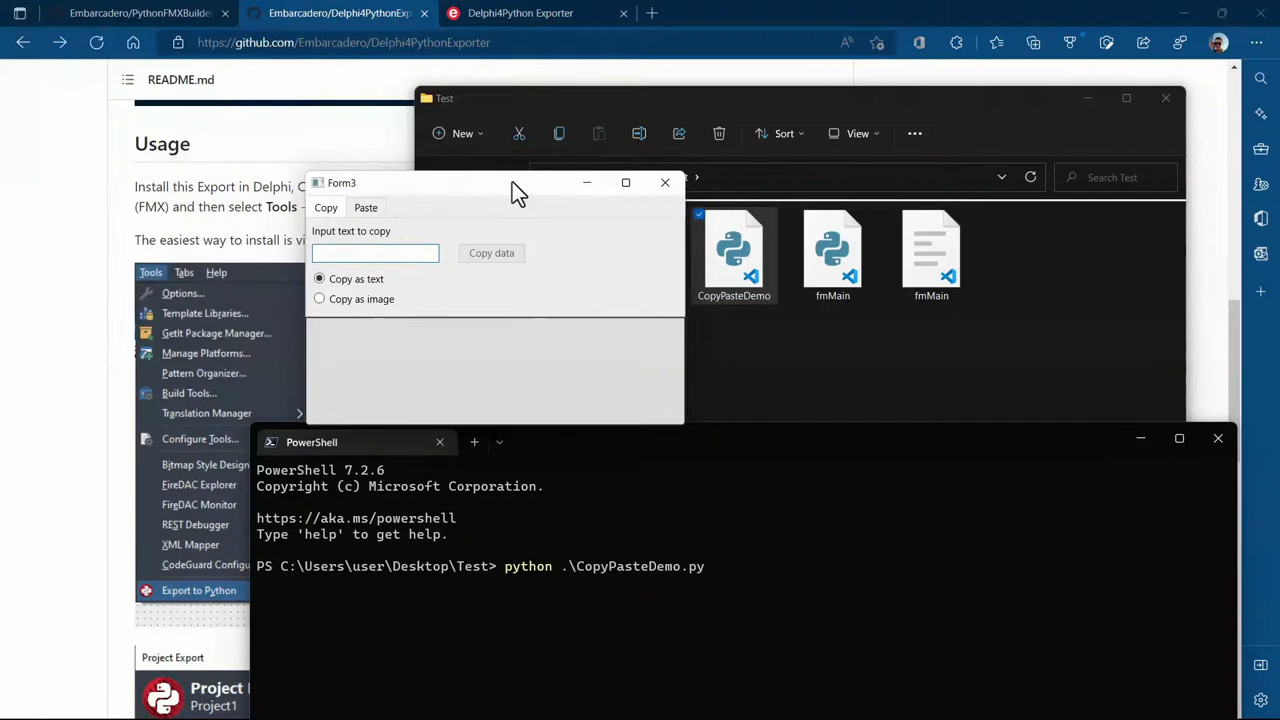 Embarcadero/PythonFMXBuilder
Embarcadero/Delphi4PythonExp
Delphi4Python Exporter
https://github.com/Embarcadero/Delphi4PythonExporter
README.md
Usage
Install this Export in Delphi, C
(FMX) and then select Tools
The easiest way to install is vi
Tools Tabs Help
Options...
Template Libraries...
GetIt Package Manager...
Manage Platforms...
Pattern Organizer...
Build Tools...
Translation Manager
Configure Tools...
Bitmap Style Design
FireDAC Explorer
FireDAC Monitor
REST Debugger
XML Mapper
CodeGuard Configu
Export to Python
Project Export
Project
Project1
Test
New
Sort
View
Search Test
CopyPasteDemo
fmMain
fmMain
Form3
Copy Paste
Input text to copy
Copy data
Copy as text
Copy as image
PowerShell
PowerShell 7.2.6
Copyright (c) Microsoft Corporation.
https://aka.ms/powershell
Type 'help' to get help.
PS C:\Users\user\Desktop\Test> python .\CopyPasteDemo.py